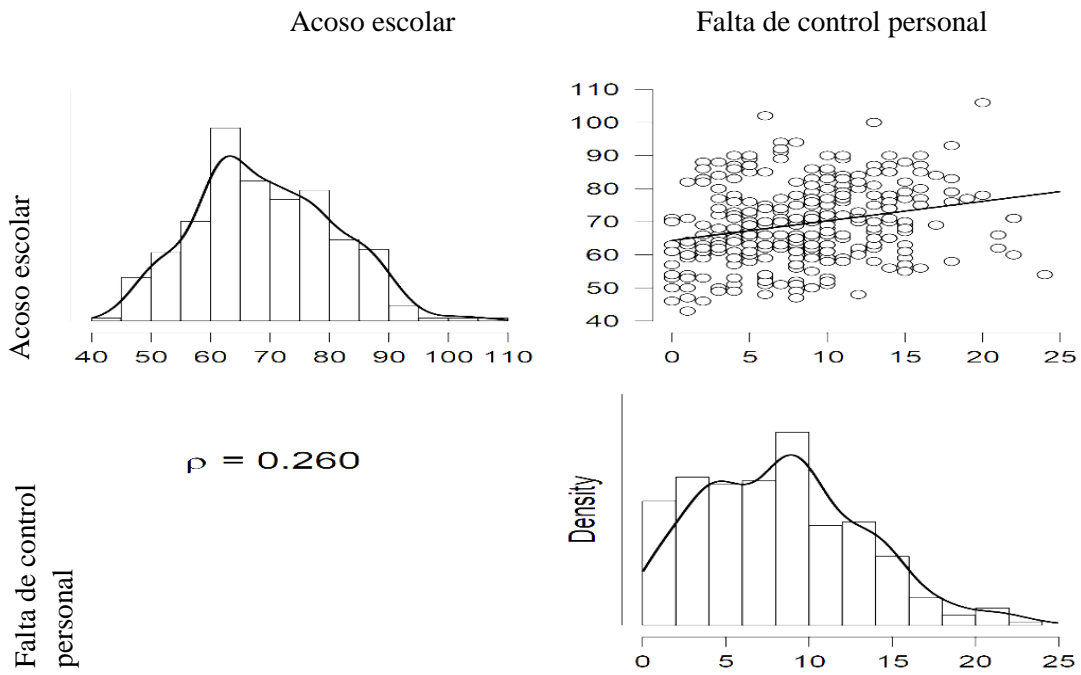 Acoso escolar
Falta de control personal
Acoso escolar
40 50 60 70 80 90 100 110
110
100
90
80
70
60
50
40
0 5 10 15 20 25
Falta de control
personal
ρ = 0.260
Density
0 5 10 15 20 25